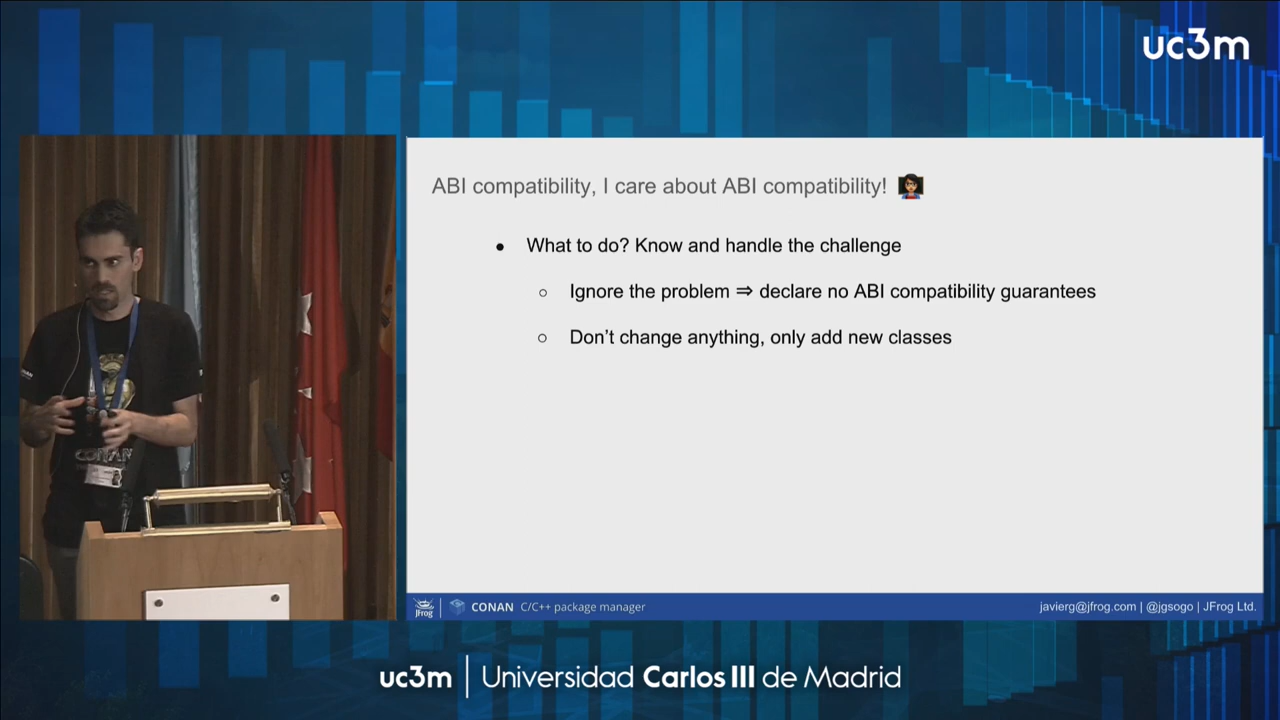 uc3m
ABI compatibility, I care about ABI compatibility!
● What to do? Know and handle the challenge
○ Ignore the problem ⇒ declare no ABI compatibility guarantees
○ Don't change anything, only add new classes
CONAN
JFrog CONAN C/C++ package manager
javierg@jfrog.com | @jgsogo | JFrog Ltd.
uc3m | Universidad Carlos III de Madrid